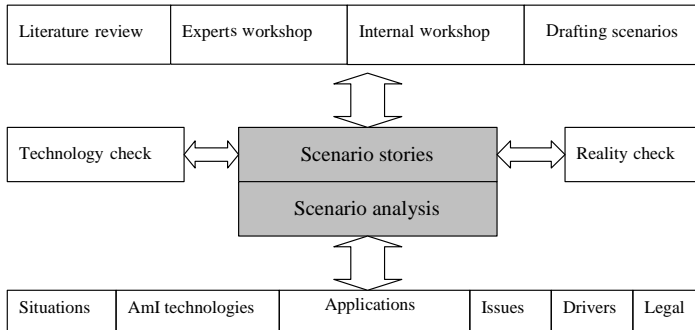 Literature review
Experts workshop
Internal workshop
Drafting scenarios
Technology check
Scenario stories
Reality check
Scenario analysis
Situations
AmI technologies
Applications
Issues
Drivers
Legal